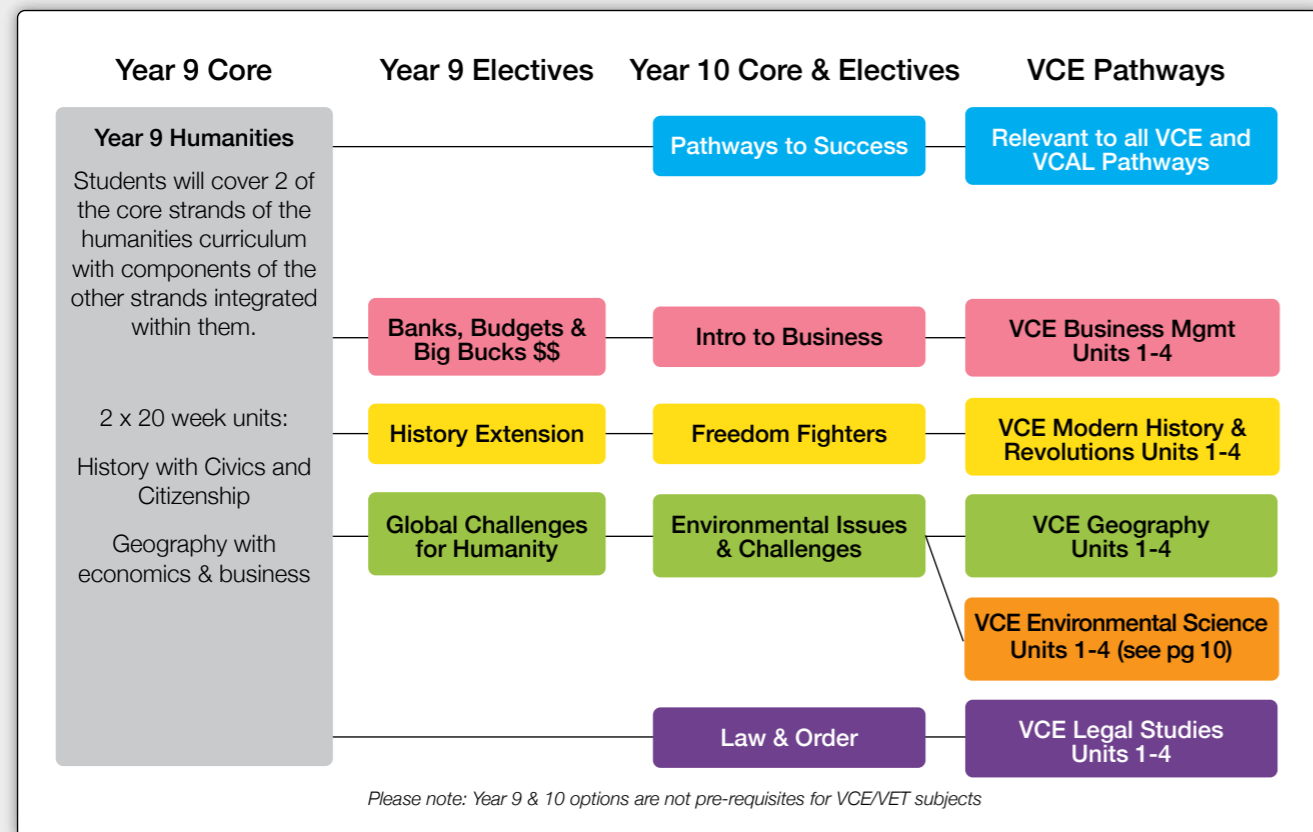 Year 9 Core
Year 9 Electives
Year 10 Core & Electives
VCE Pathways
Year 9 Humanities
Students will cover 2 of
the core strands of the
humanities curriculum
with components of the
other strands integrated
within them.
2 x 20 week units:
History with Civics and
Citizenship
Geography with
economics & business
Pathways to Success
Relevant to all VCE and
VCAL Pathways
Banks, Budgets &
Big Bucks $$
Intro to Business
VCE Business Mgmt
Units 1-4
History Extension
Freedom Fighters
VCE Modern History &
Revolutions Units 1-4
Global Challenges
for Humanity
Environmental Issues
& Challenges
VCE Geography
Units 1-4
VCE Environmental Science
Units 1-4 (see pg 10)
Law & Order
VCE Legal Studies
Units 1-4
Please note: Year 9 & 10 options are not pre-requisites for VCE/VET subjects